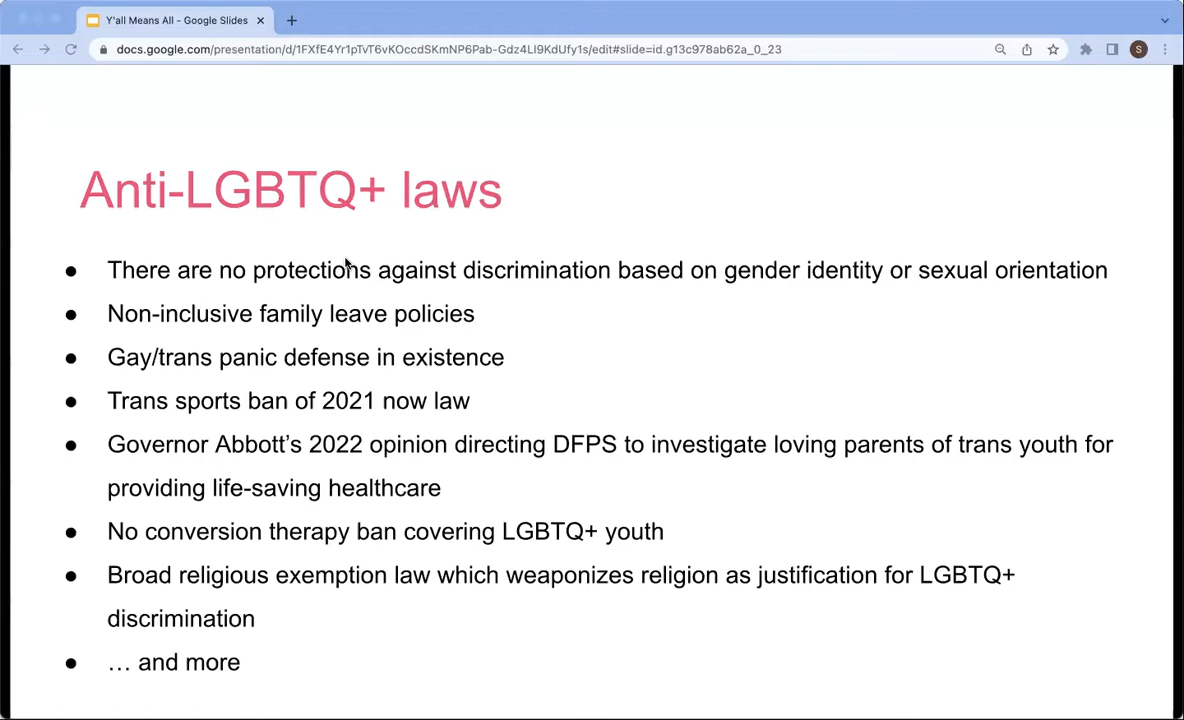 Y'all Means All - Google Slides
docs.google.com/presentation/d/1FXfE4Yr1pTvT6vKOccdSKmNP6Pab-Gdz4LI9KdUfy1s/edit#slide=id.g13c978ab62a_0_23
S
Anti-LGBTQ+ laws
● There are no protections against discrimination based on gender identity or sexual orientation
● Non-inclusive family leave policies
● Gay/trans panic defense in existence
● Trans sports ban of 2021 now law
● Governor Abbott’s 2022 opinion directing DFPS to investigate loving parents of trans youth for
providing life-saving healthcare
● No conversion therapy ban covering LGBTQ+ youth
● Broad religious exemption law which weaponizes religion as justification for LGBTQ+
discrimination
● … and more